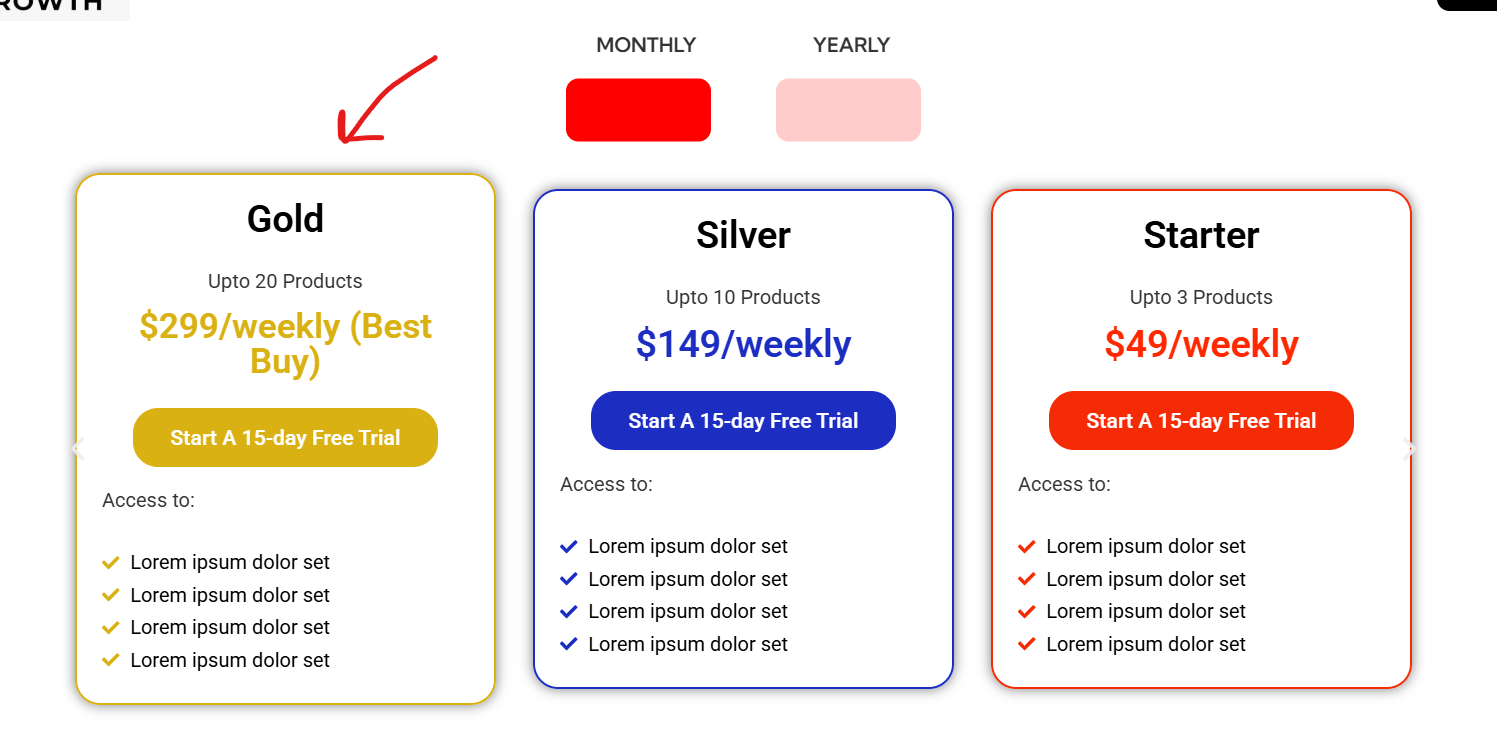 MONTHLY YEARLY
Gold
Upto 20 Products
$299/weekly (Best
Buy)
Start A 15-day Free Trial
Access to:
Lorem ipsum dolor set
Lorem ipsum dolor set
Lorem ipsum dolor set
Lorem ipsum dolor set
Silver
Upto 10 Products
$149/weekly
Start A 15-day Free Trial
Access to:
Lorem ipsum dolor set
Lorem ipsum dolor set
Lorem ipsum dolor set
Lorem ipsum dolor set
Starter
Upto 3 Products
$49/weekly
Start A 15-day Free Trial
Access to:
Lorem ipsum dolor set
Lorem ipsum dolor set
Lorem ipsum dolor set
Lorem ipsum dolor set